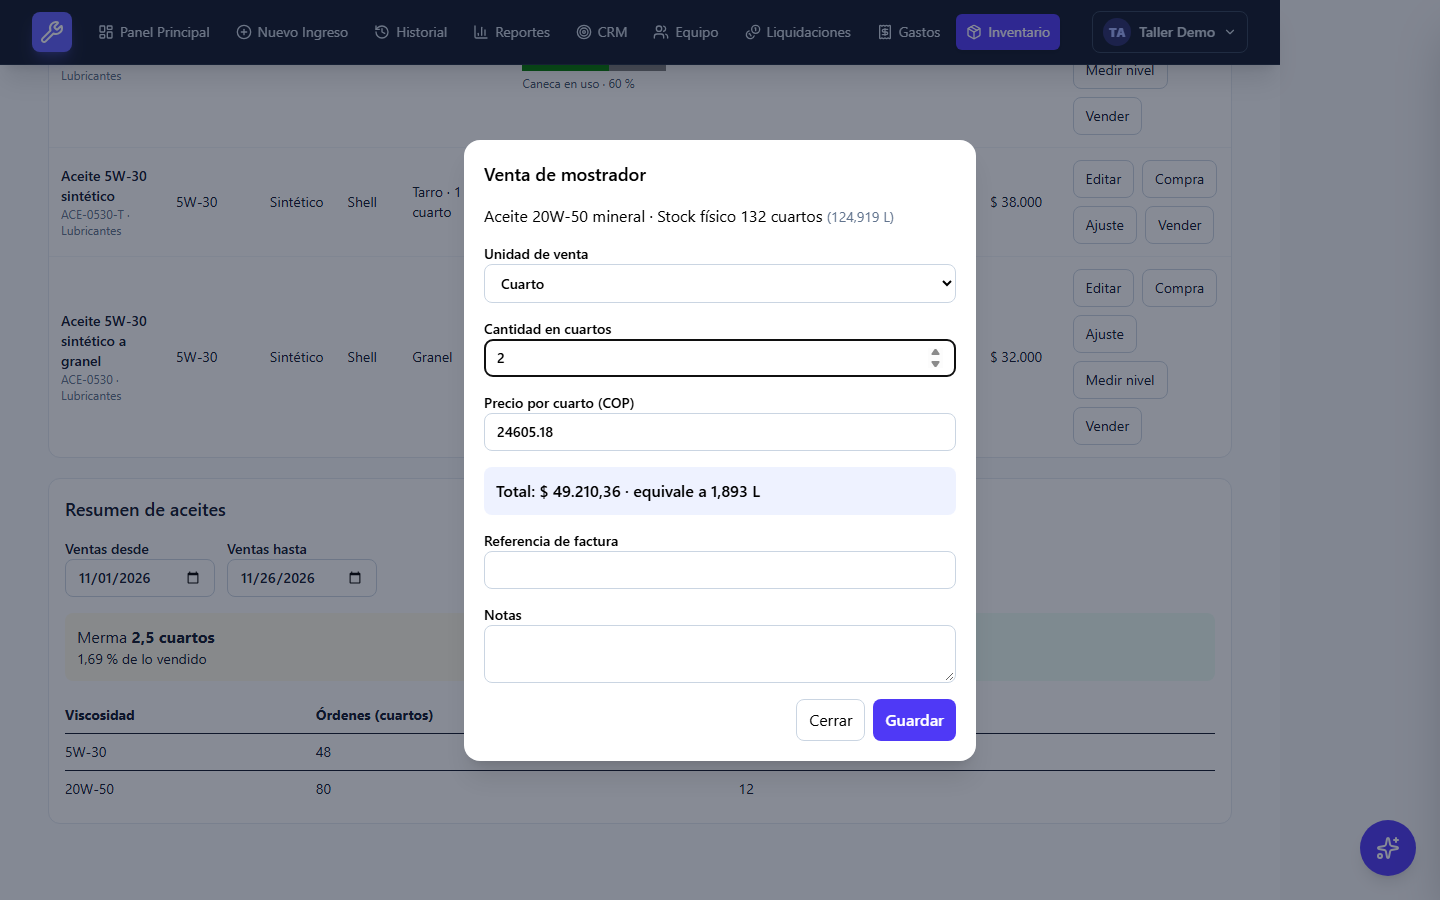 Panel Principal
Nuevo Ingreso
Historial
Reportes
CRM
Equipo
Liquidaciones
Gastos
Inventario
TA
Taller Demo
Lubricantes
Caneca en uso · 60 %
Medir nivel
Vender
Aceite 5W-30
sintético
ACE-0530-T ·
Lubricantes
5W-30
Sintético
Shell
Tarro · 1
cuarto
$ 38.000
Editar
Compra
Ajuste
Vender
Aceite 5W-30
sintético a
granel
ACE-0530 ·
Lubricantes
5W-30
Sintético
Shell
Granel
$ 32.000
Editar
Compra
Ajuste
Medir nivel
Vender
Venta de mostrador
Aceite 20W-50 mineral · Stock físico 132 cuartos (124,919 L)
Unidad de venta
Cuarto
Cantidad en cuartos
2
Precio por cuarto (COP)
24605.18
Total: $ 49.210,36 · equivale a 1,893 L
Referencia de factura
Notas
Cerrar
Guardar
Resumen de aceites
Ventas desde
Ventas hasta
11/01/2026
11/26/2026
Merma 2,5 cuartos
1,69 % de lo vendido
Viscosidad
Órdenes (cuartos)
5W-30
48
20W-50
80
12